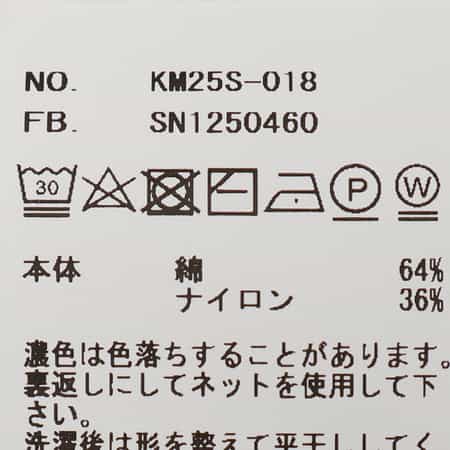 NO. KM25S-018
FB. SN1250460
30 P W
本体 綿 64%
ナイロン 36%
濃色は色落ちすることがあります。
裏返しにしてネットを使用して下
さい。
洗濯後は形を整えて平干ししてく